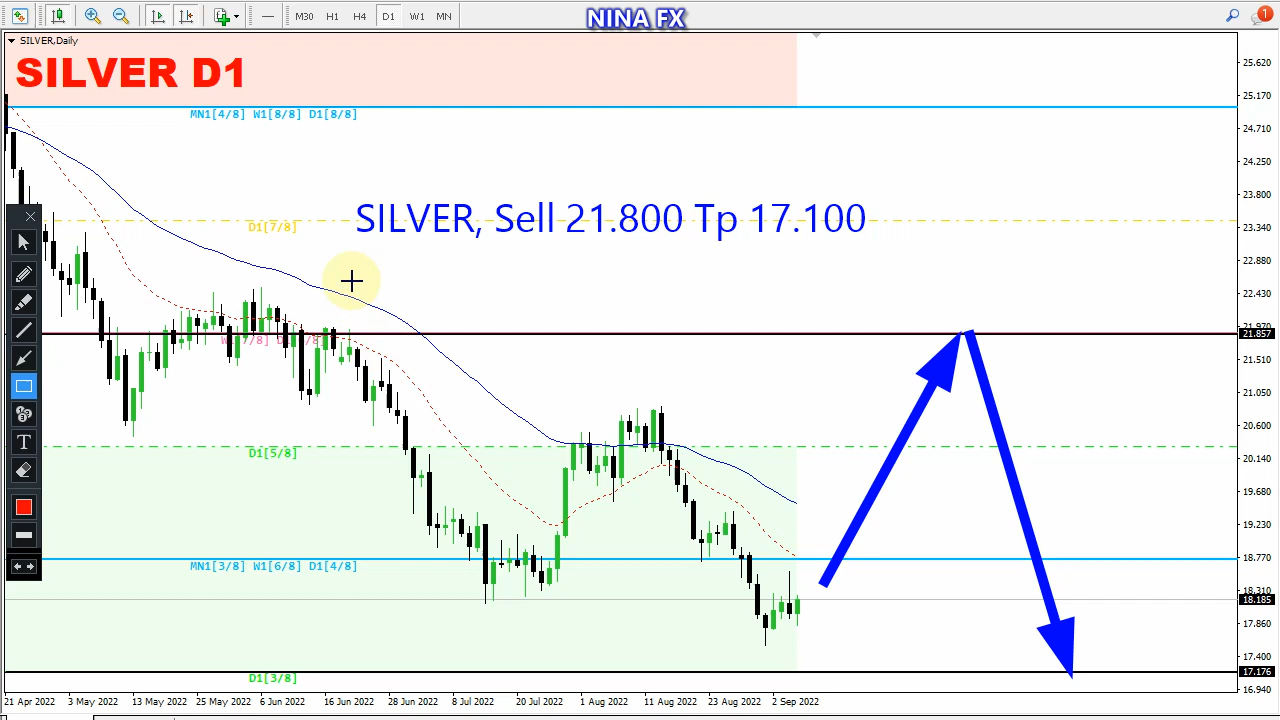 M30 H1 H4 D1 W1 MN
NINA FX
1
SILVER,Daily
SILVER D1
MN1[4/8] W1[8/8] D1[8/8]
SILVER, Sell 21.800 Tp 17.100
D1[7/8]
D1[5/8]
MN1[3/8] W1[6/8] D1[4/8]
D1[3/8]
T
25.620
25.170
24.710
24.250
23.800
23.340
22.880
22.430
21.970
21.857
21.510
21.050
20.600
20.140
19.680
19.230
18.770
18.310
18.185
17.860
17.400
17.176
16.940
21 Apr 2022 3 May 2022 13 May 2022 25 May 2022 6 Jun 2022 16 Jun 2022 28 Jun 2022 8 Jul 2022 20 Jul 2022 1 Aug 2022 11 Aug 2022 23 Aug 2022 2 Sep 2022